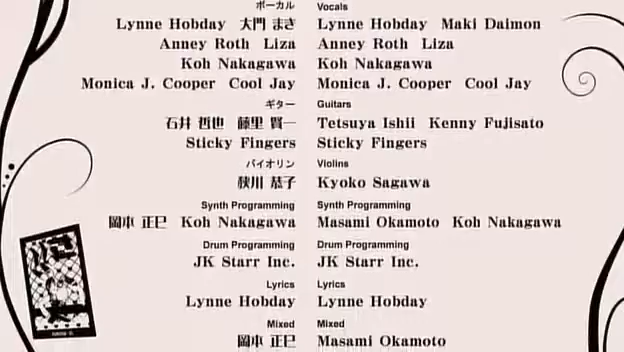 ボーカル Vocals
Lynne Hobday 大門 まき Lynne Hobday Maki Daimon
Anney Roth Liza Anney Roth Liza
Koh Nakagawa Koh Nakagawa
Monica J. Cooper Cool Jay Monica J. Cooper Cool Jay
ギター Guitars
石井 哲也 藤里 賢一 Tetsuya Ishii Kenny Fujisato
Sticky Fingers Sticky Fingers
バイオリン Violins
狭川 恭子 Kyoko Sagawa
Synth Programming Synth Programming
岡本 正巳 Koh Nakagawa Masami Okamoto Koh Nakagawa
Drum Programming Drum Programming
JK Starr Inc. JK Starr Inc.
Lyrics Lyrics
Lynne Hobday Lynne Hobday
Mixed Mixed
岡本 正巳 Masami Okamoto